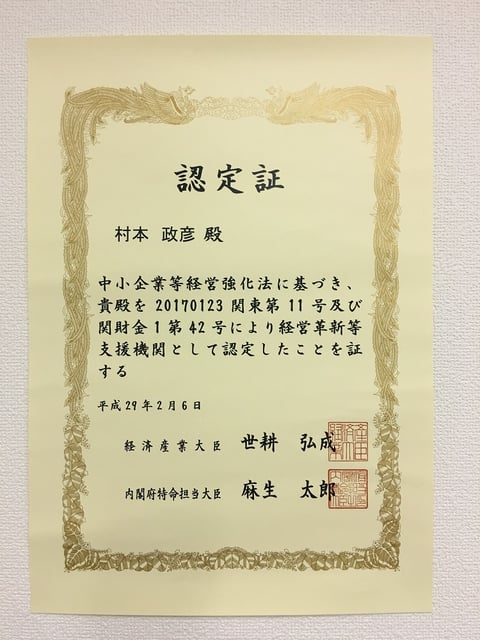 認定証
村本 政彦 殿
中小企業等経営強化法に基づき、
貴殿を 20170123 関東第 11 号及び
関財金1第 42 号により経営革新等
支援機関として認定したことを証
する
平成29年2月6日
経済産業大臣 世耕 弘成
内閣府特命担当大臣 麻生 太郎